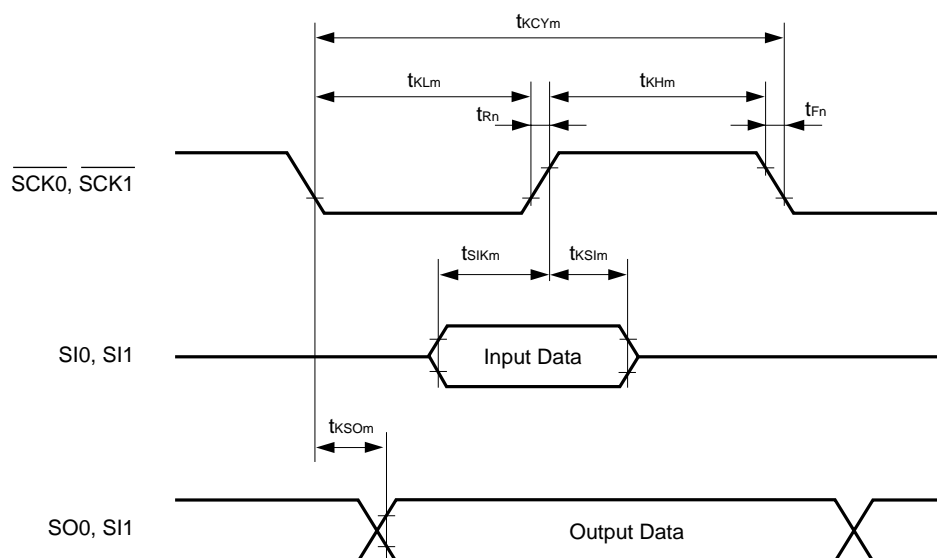 tKCYm
tKLm
tKHm
tRn
tFn
SCK0, SCK1
tSIKm
tKSIm
SI0, SI1
Input Data
tKSOm
SO0, SI1
Output Data